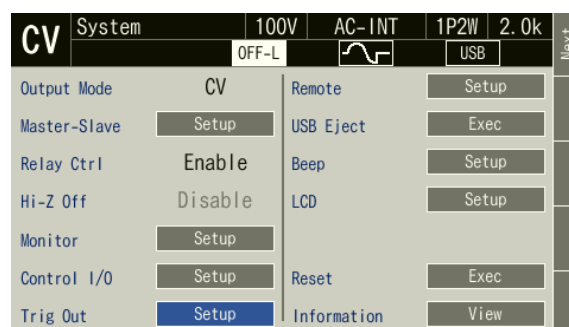 CV System 100V AC-INT 1P2W 2.0k Next
OFF-L USB
Output Mode CV Remote Setup
Master-Slave Setup USB Eject Exec
Relay Ctrl Enable Beep Setup
Hi-Z Off Disable LCD Setup
Monitor Setup
Control I/O Setup Reset Exec
Trig Out Setup Information View